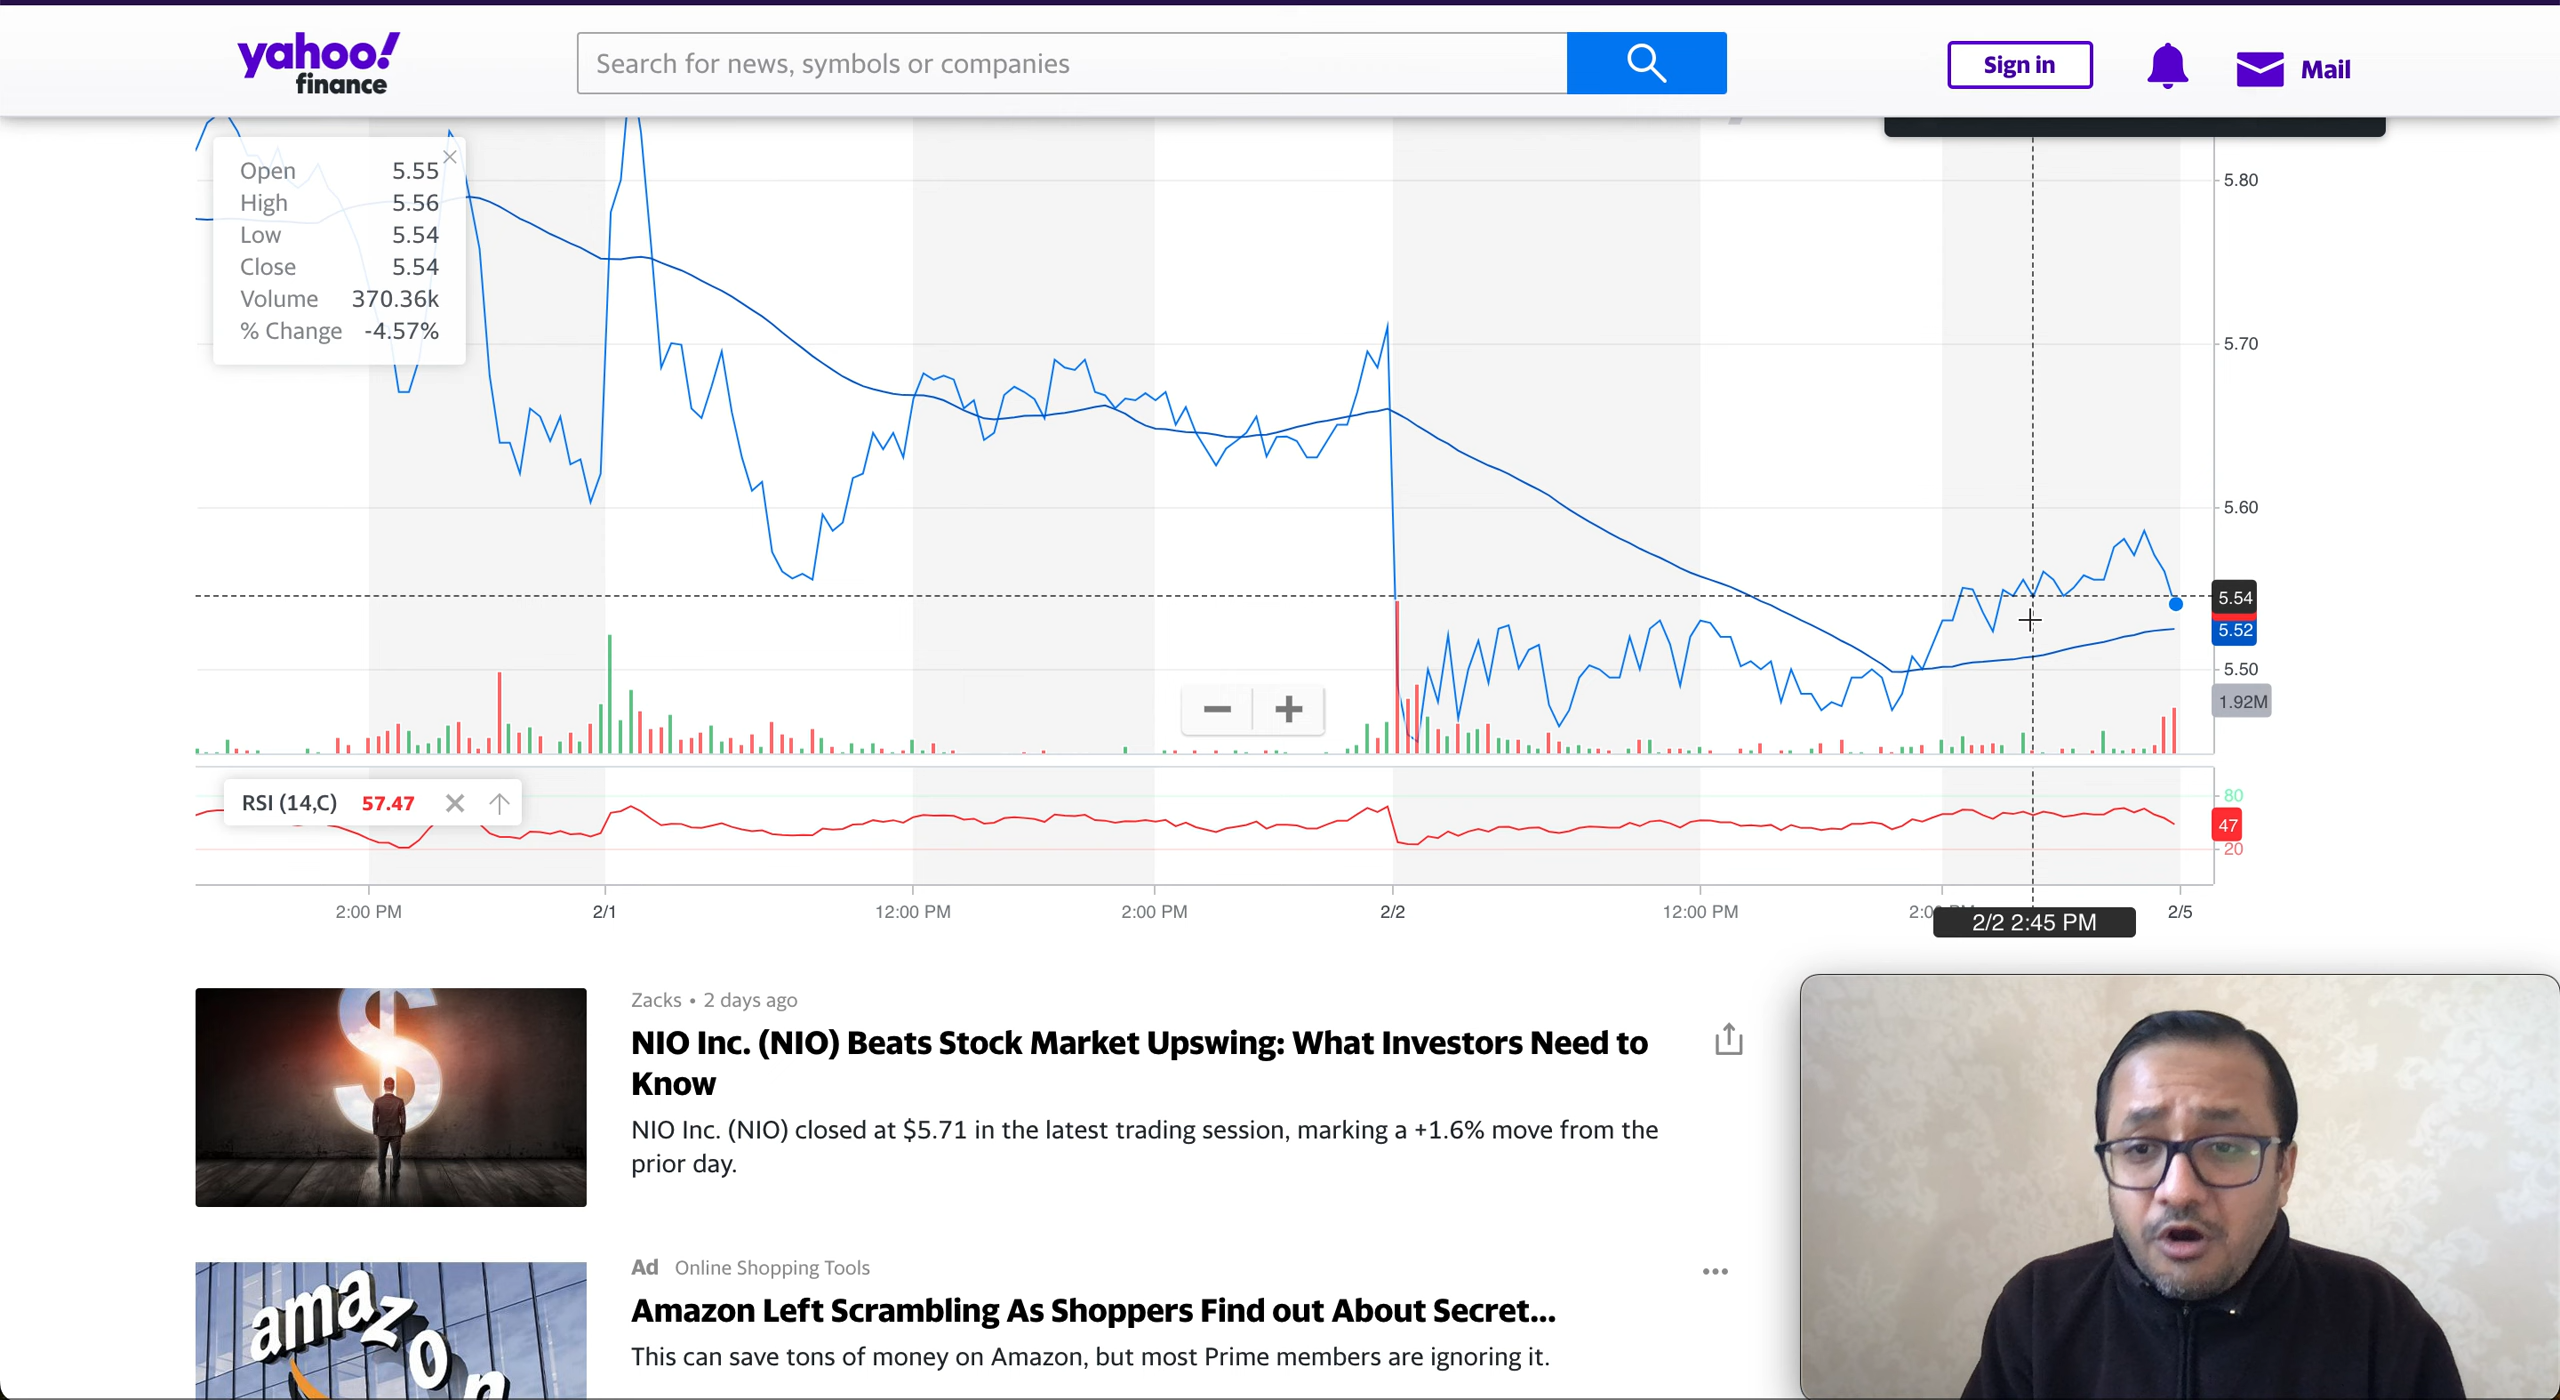 yahoo!
finance
Search for news, symbols or companies
Sign in
Mail
Open 5.55
High 5.56
Low 5.54
Close 5.54
Volume 370.36k
% Change -4.57%
5.80
5.70
5.60
5.54
5.52
5.50
1.92M
RSI (14,C) 57.47
80
47
20
2:00 PM 2/1 12:00 PM 2:00 PM 2/2 12:00 PM 2/5
2/2 2:45 PM
Zacks • 2 days ago
NIO Inc. (NIO) Beats Stock Market Upswing: What Investors Need to
Know
NIO Inc. (NIO) closed at $5.71 in the latest trading session, marking a +1.6% move from the
prior day.
Ad Online Shopping Tools
Amazon Left Scrambling As Shoppers Find out About Secret...
This can save tons of money on Amazon, but most Prime members are ignoring it.
amazon